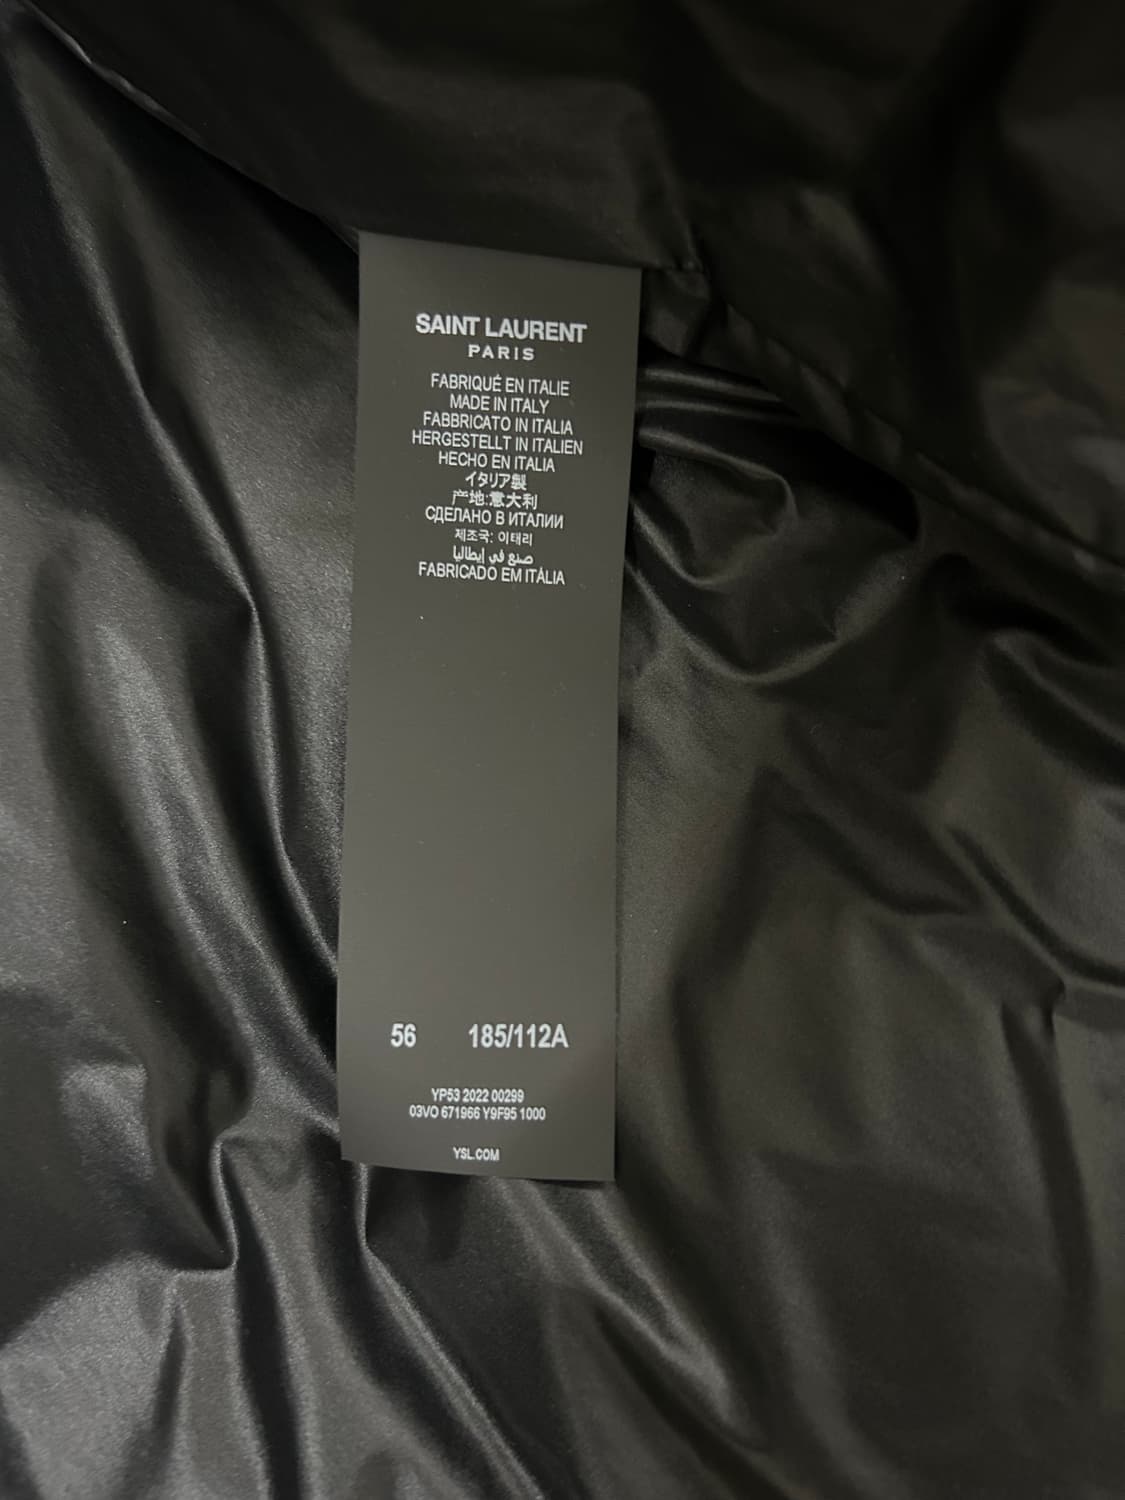 SAINT LAURENT
PARIS
FABRIQUÉ EN ITALIE
MADE IN ITALY
FABBRICATO IN ITALIA
HERGESTELLT IN ITALIEN
HECHO EN ITALIA
イタリア製
产地:意大利
СДЕЛАНО В ИТАЛИИ
제조국: 이태리
صنع في إيطاليا
FABRICADO EM ITÁLIA
56 185/112A
YP53 2022 00299
03VO 671966 Y9F95 1000
YSL.COM